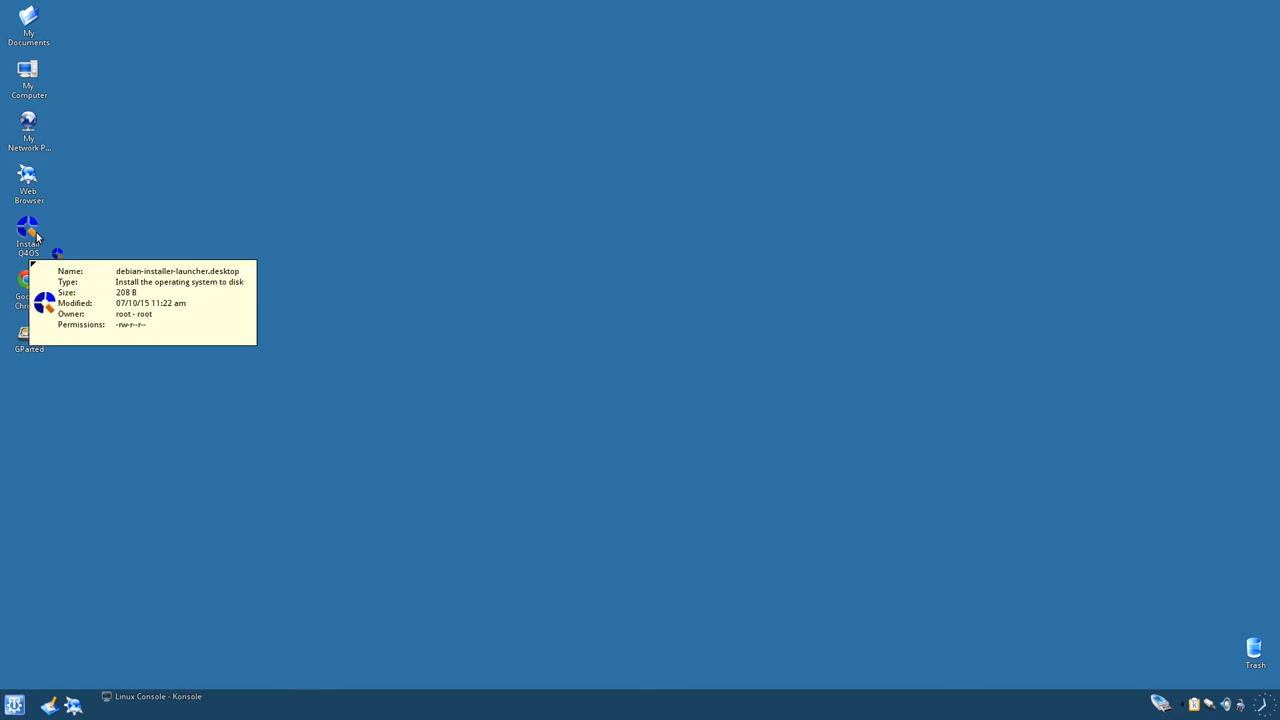 My
Documents
My
Computer
My
Network P...
Web
Browser
Install
Q4OS
Name: debian-installer-launcher.desktop
Type: Install the operating system to disk
Size: 208 B
Modified: 07/10/15 11:22 am
Owner: root - root
Permissions: -rw-r--r--
GParted
Trash
Linux Console - Konsole